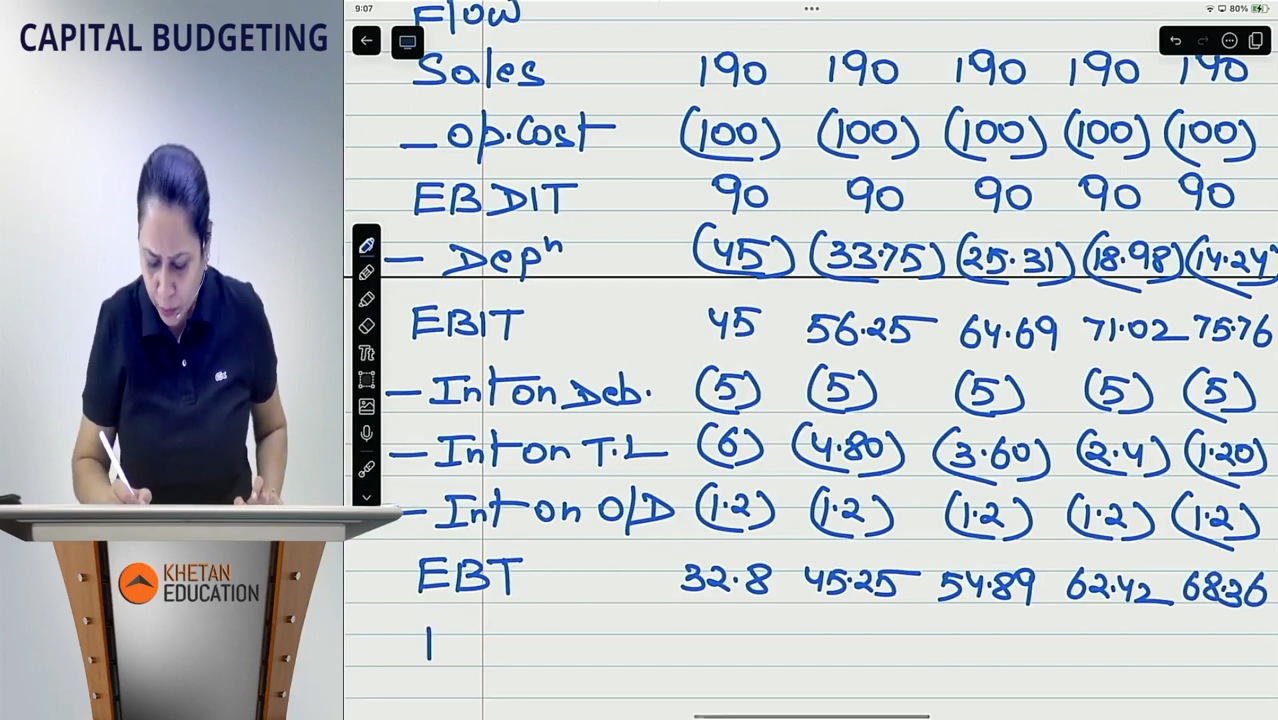 CAPITAL BUDGETING
9:07 80%
Flow
Sales 190 190 190 190 190
- Op.Cost (100) (100) (100) (100) (100)
EBDIT 90 90 90 90 90
- Depⁿ (45) (33.75) (25.31) (18.98) (14.24)
EBIT 45 56.25 64.69 71.02 75.76
- Int on Deb. (5) (5) (5) (5) (5)
- Int on T.L (6) (4.80) (3.60) (2.4) (1.20)
- Int on O/D (1.2) (1.2) (1.2) (1.2) (1.2)
EBT 32.8 45.25 54.89 62.42 68.36
Tt
KHETAN
EDUCATION